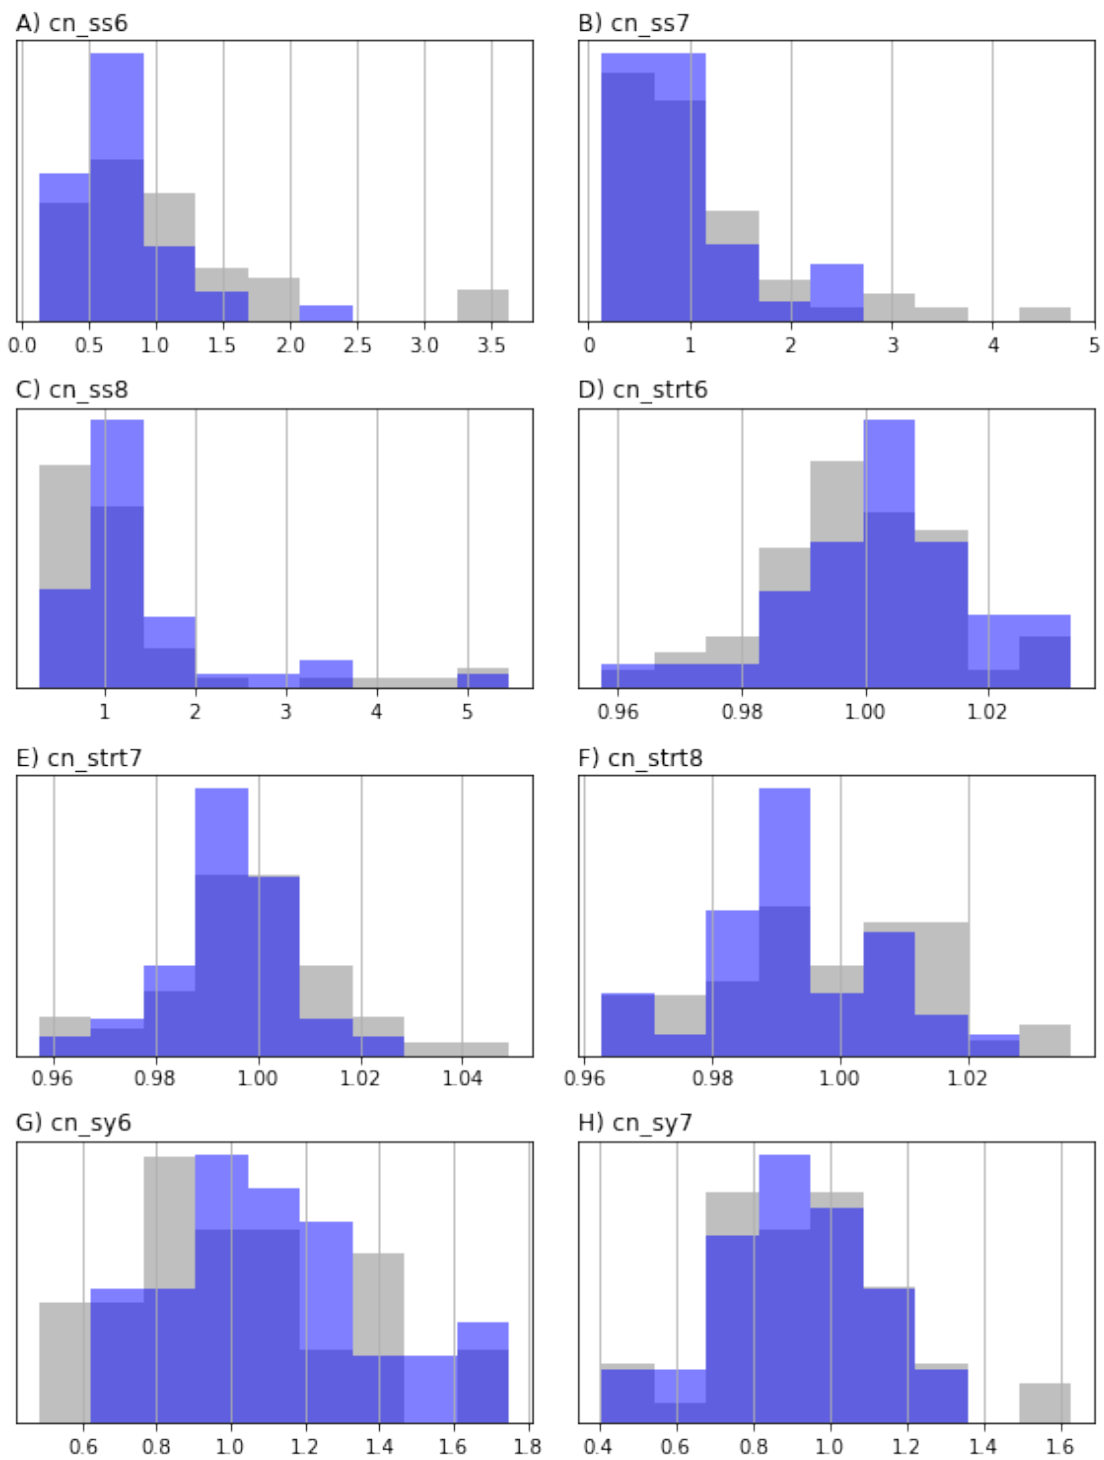 A) cn_ss6
0.0 0.5 1.0 1.5 2.0 2.5 3.0 3.5
B) cn_ss7
0 1 2 3 4 5
C) cn_ss8
1 2 3 4 5
D) cn_strt6
0.96 0.98 1.00 1.02
E) cn_strt7
0.96 0.98 1.00 1.02 1.04
F) cn_strt8
0.96 0.98 1.00 1.02
G) cn_sy6
0.6 0.8 1.0 1.2 1.4 1.6 1.8
H) cn_sy7
0.4 0.6 0.8 1.0 1.2 1.4 1.6